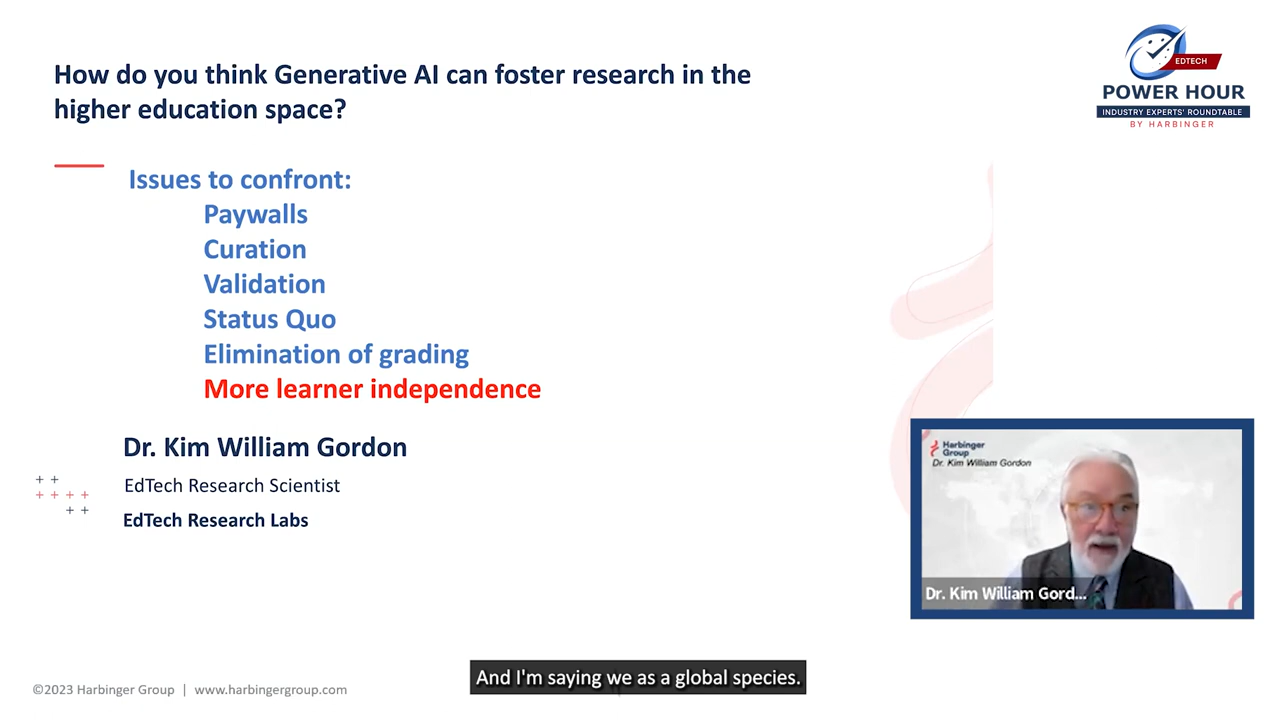 How do you think Generative AI can foster research in the
higher education space?
EDTECH
POWER HOUR
INDUSTRY EXPERTS' ROUNDTABLE
BY HARBINGER
Issues to confront:
Paywalls
Curation
Validation
Status Quo
Elimination of grading
More learner independence
Dr. Kim William Gordon
EdTech Research Scientist
EdTech Research Labs
Harbinger
Group
Dr. Kim William Gordon
Dr. Kim William Gord...
And I'm saying we as a global species.
©2023 Harbinger Group | www.harbingergroup.com